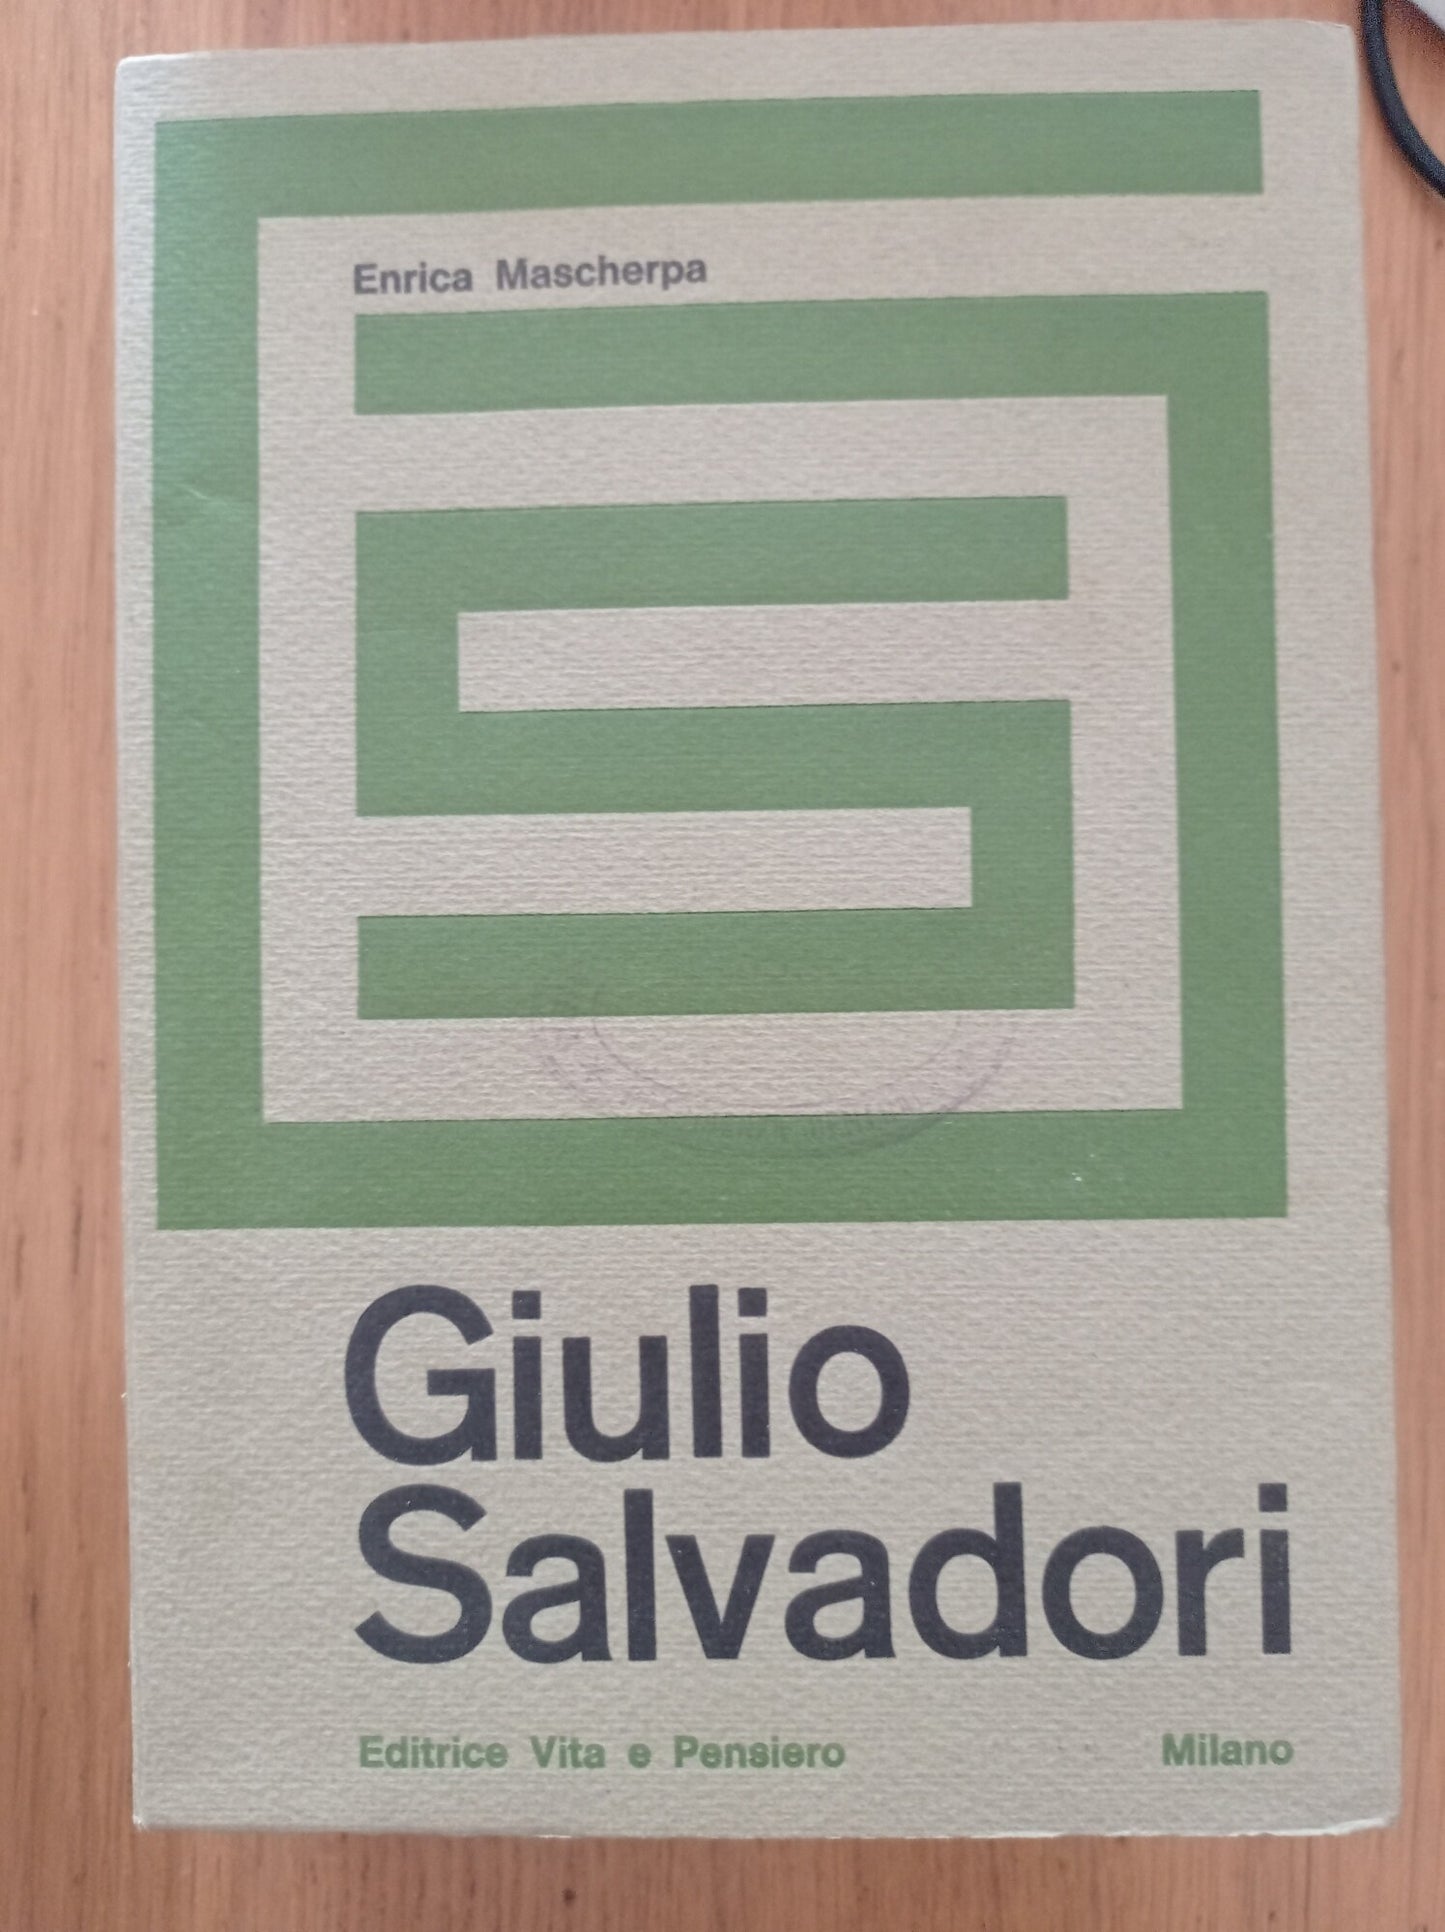 Enrica Mascherpa
Giulio
Salvadori
Editrice Vita e Pensiero Milano